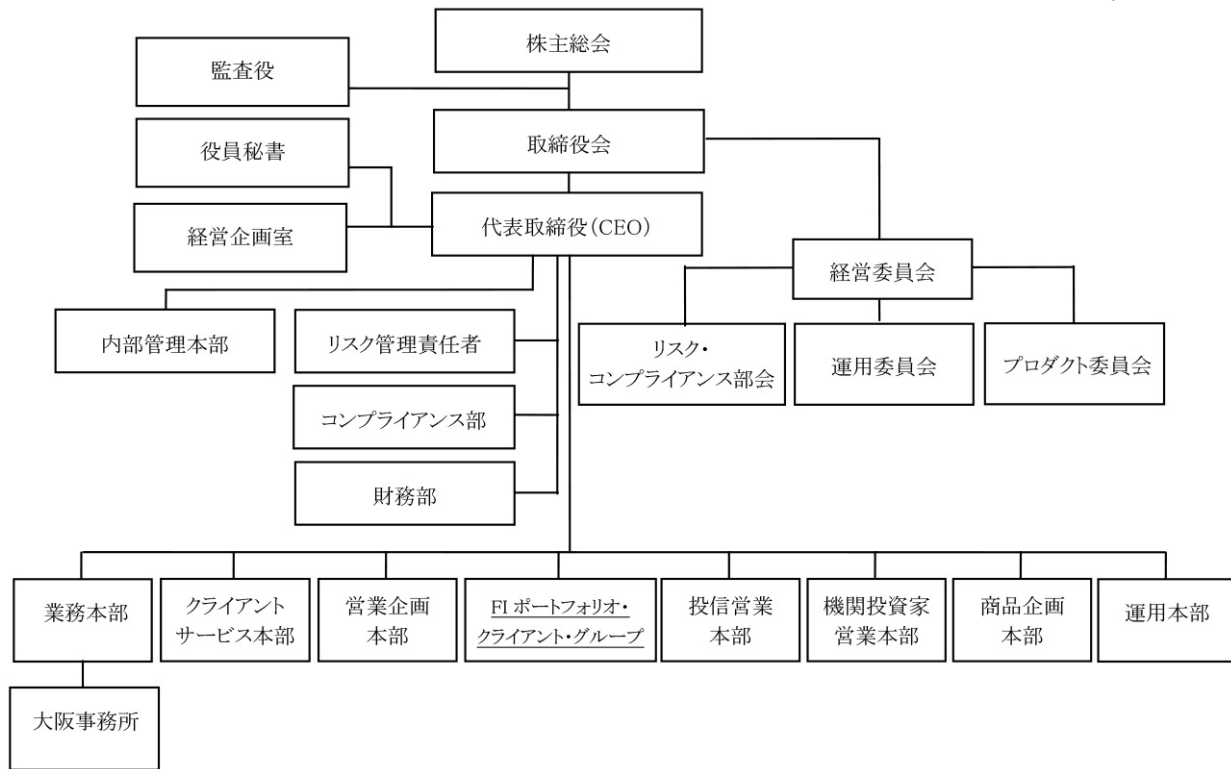 株主総会
監査役
取締役会
役員秘書
代表取締役(CEO)
経営企画室
経営委員会
内部管理本部
リスク管理責任者
リスク・
コンプライアンス部会
運用委員会
プロダクト委員会
コンプライアンス部
財務部
業務本部
クライアント
サービス本部
営業企画
本部
FI ポートフォリオ・
クライアント・グループ
投信営業
本部
機関投資家
営業本部
商品企画
本部
運用本部
大阪事務所